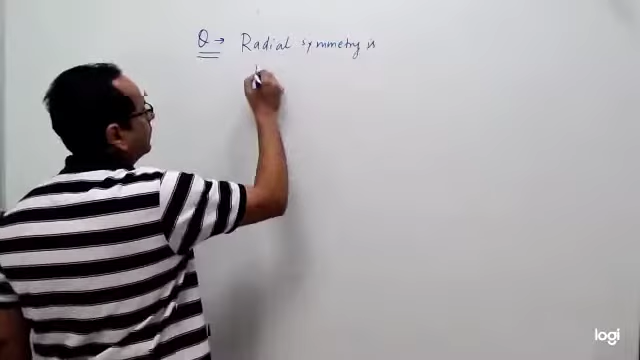 Q → Radial symmetry is
logi